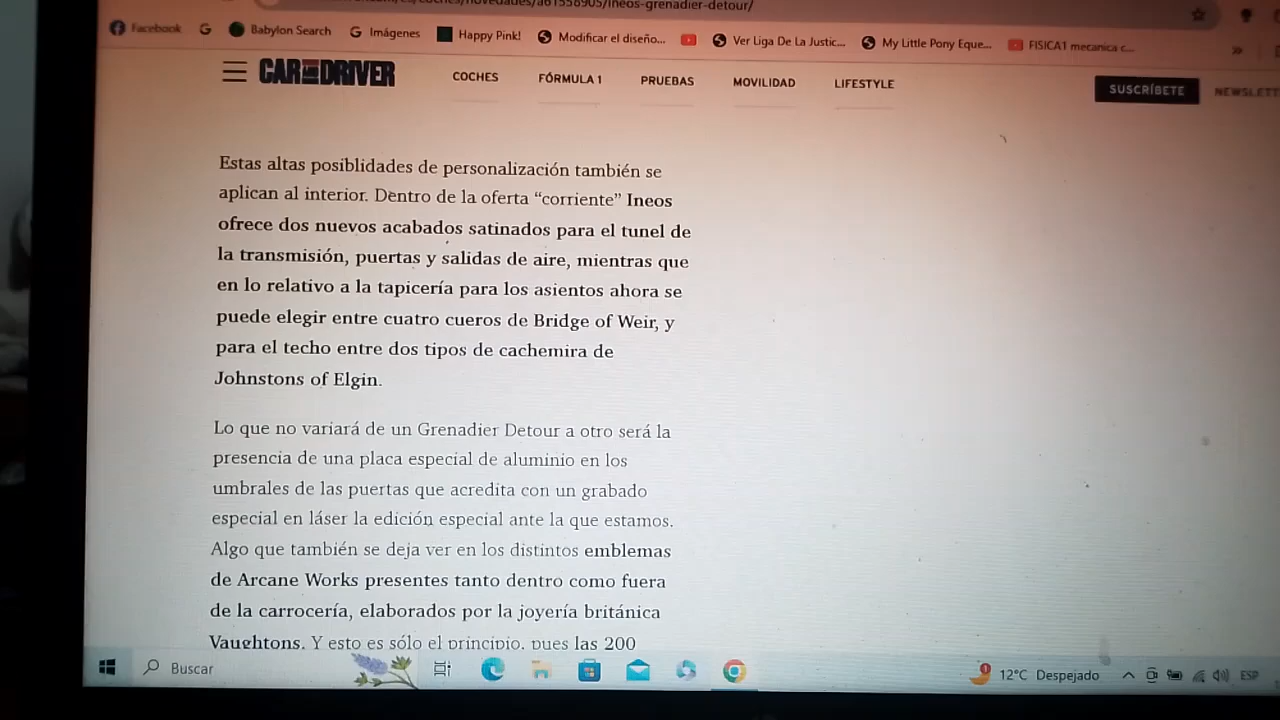 novedades/a61558905/ineos-grenadier-detour/
Facebook Babylon Search Imágenes Happy Pink! Modificar el diseño... Ver Liga De La Justic... My Little Pony Eque... FISICA1 mecanica c...
CAR AND DRIVER COCHES FÓRMULA 1 PRUEBAS MOVILIDAD LIFESTYLE SUSCRÍBETE NEWSLETT
Estas altas posiblidades de personalización también se
aplican al interior. Dentro de la oferta “corriente” Ineos
ofrece dos nuevos acabados satinados para el tunel de
la transmisión, puertas y salidas de aire, mientras que
en lo relativo a la tapicería para los asientos ahora se
puede elegir entre cuatro cueros de Bridge of Weir, y
para el techo entre dos tipos de cachemira de
Johnstons of Elgin.
Lo que no variará de un Grenadier Detour a otro será la
presencia de una placa especial de aluminio en los
umbrales de las puertas que acredita con un grabado
especial en láser la edición especial ante la que estamos.
Algo que también se deja ver en los distintos emblemas
de Arcane Works presentes tanto dentro como fuera
de la carrocería, elaborados por la joyería británica
Vaughtons. Y esto es sólo el principio, pues las 200
Buscar 12°C Despejado ESP